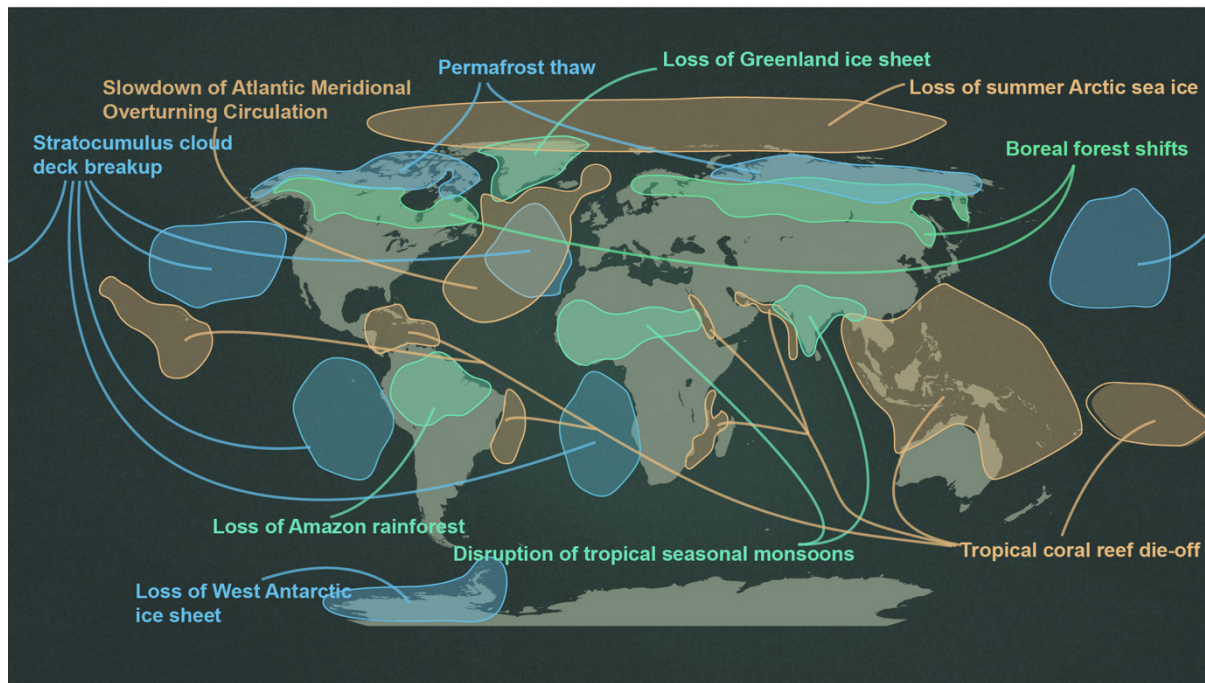 Permafrost thaw
Loss of Greenland ice sheet
Slowdown of Atlantic Meridional
Overturning Circulation
Loss of summer Arctic sea ice
Stratocumulus cloud
deck breakup
Boreal forest shifts
Loss of Amazon rainforest
Disruption of tropical seasonal monsoons
Tropical coral reef die-off
Loss of West Antarctic
ice sheet